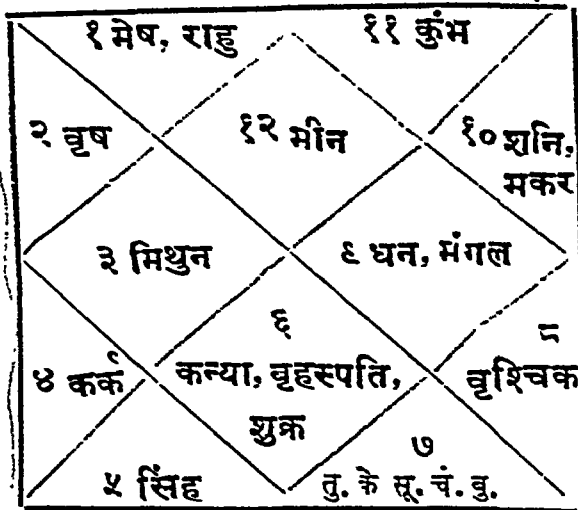 १ मेष, राहु
११ कुंभ
२ वृष
१२ मीन
१० शनि,
मकर
३ मिथुन
९ धन, मंगल
६
कन्या, वृहस्पति,
शुक्र
४ कर्क
८
वृश्चिक
५ सिंह
७
तु. के सू. चं. वु.